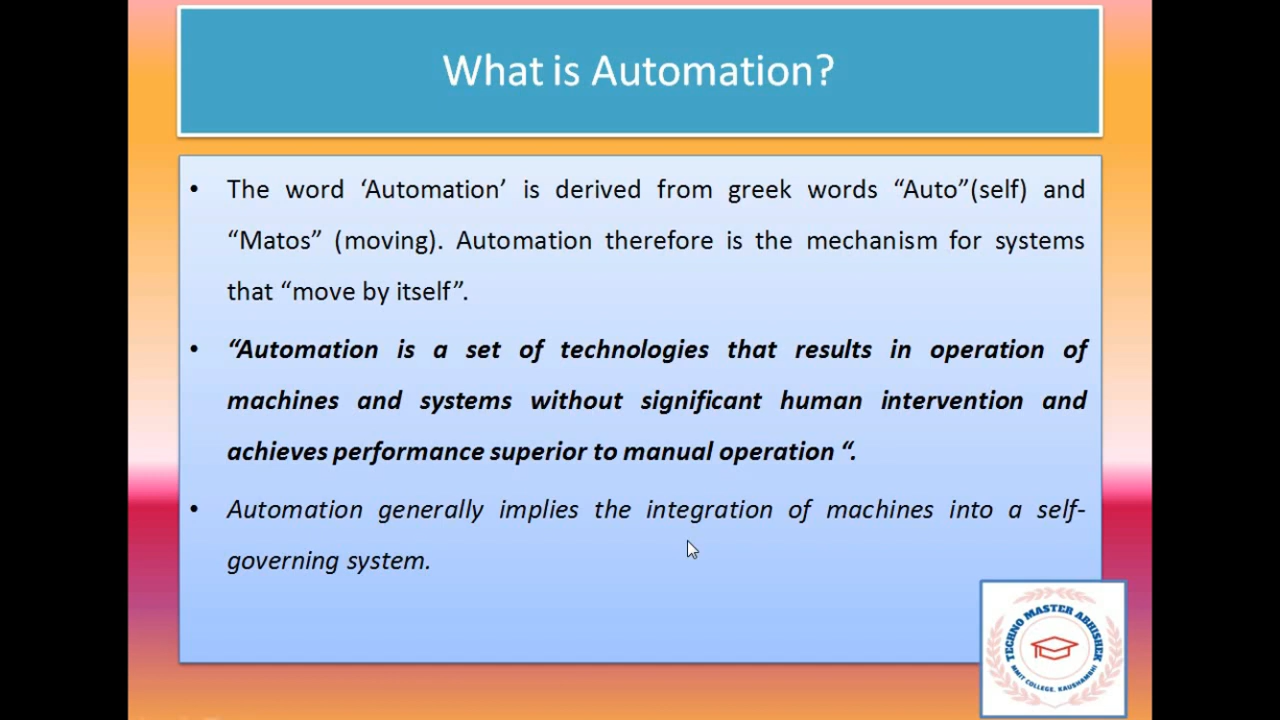 What is Automation?
• The word ‘Automation’ is derived from greek words “Auto”(self) and
“Matos” (moving). Automation therefore is the mechanism for systems
that “move by itself”.
• “Automation is a set of technologies that results in operation of
machines and systems without significant human intervention and
achieves performance superior to manual operation “.
• Automation generally implies the integration of machines into a self-
governing system.
TECHNO MASTER ABHISHEK
MMIT COLLEGE, KAUSHAMBHI